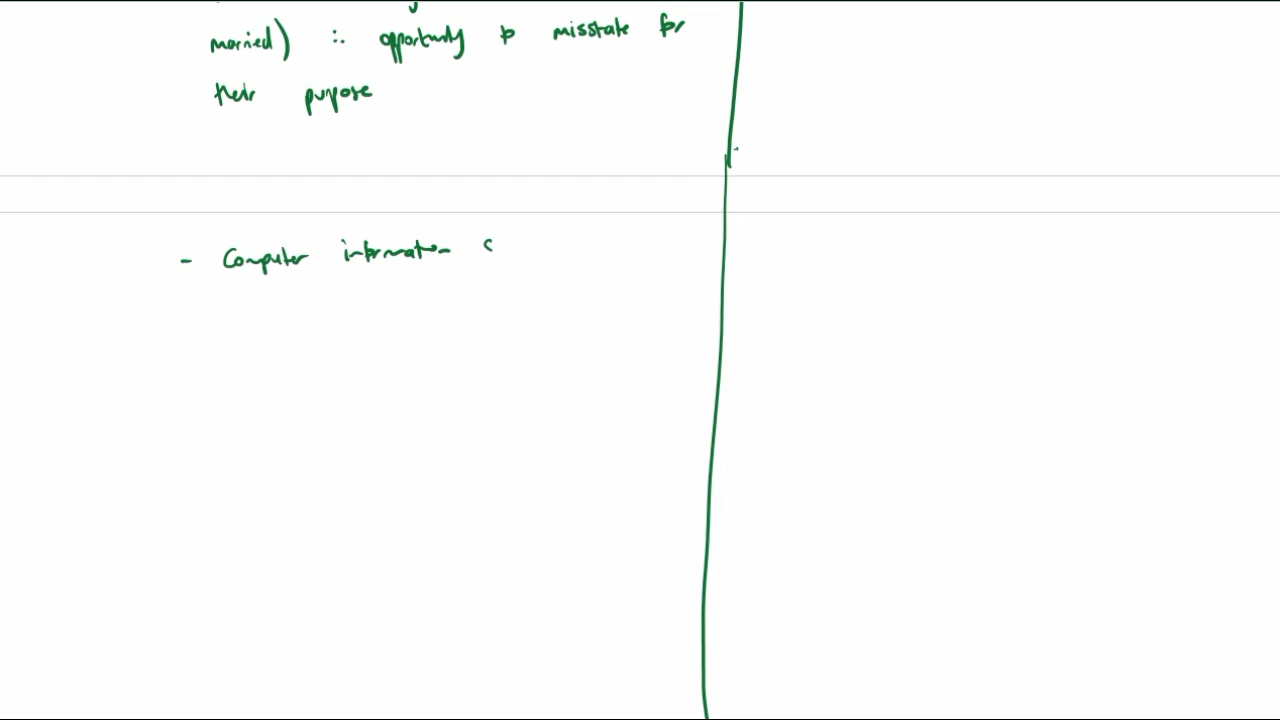 married) ∴ opportunity to misstate for
their purpose
- Computer information s